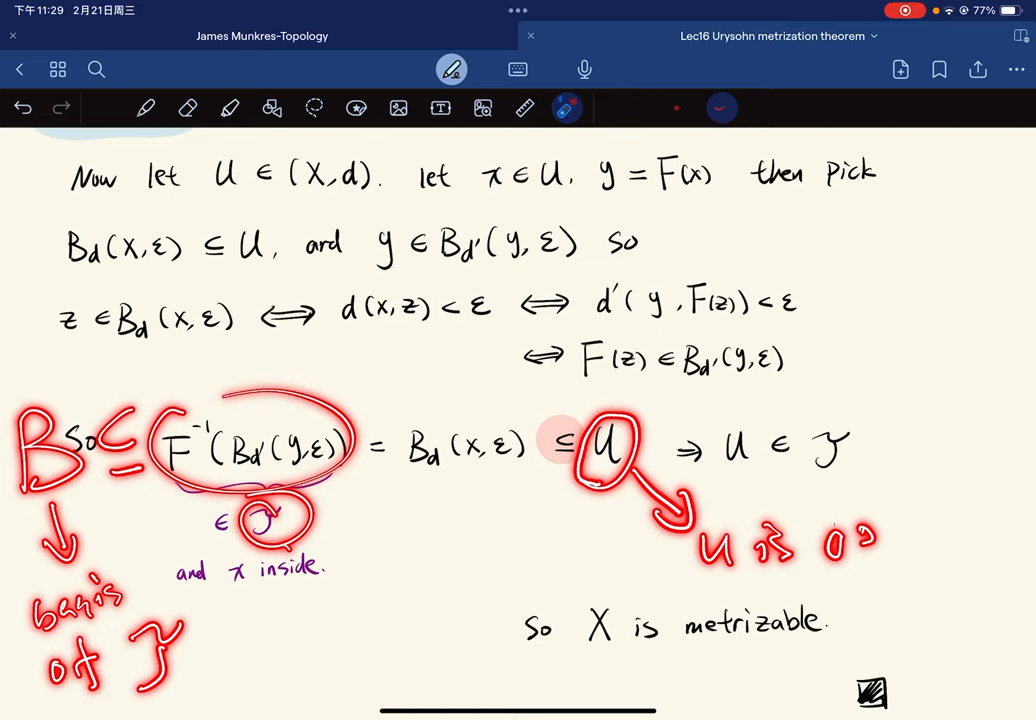 下午11:29 2月21日周三
77%
James Munkres-Topology
Lec16 Urysohn metrization theorem
Now let U ∈ (X,d). let x ∈ U, y = F(x) then pick
B_d(x,ε) ⊆ U, and y ∈ B_d'(y,ε) so
z ∈ B_d(x,ε) ⟺ d(x,z) < ε ⟺ d'(y,F(z)) < ε
⟺ F(z) ∈ B_d'(y,ε)
B So ⊆ F⁻¹(B_d'(y,ε)) = B_d(x,ε) ⊆ U ⇒ U ∈ 𝒯
∈ 𝒯
U is
and x inside.
basis
of 𝒯
So X is metrizable.